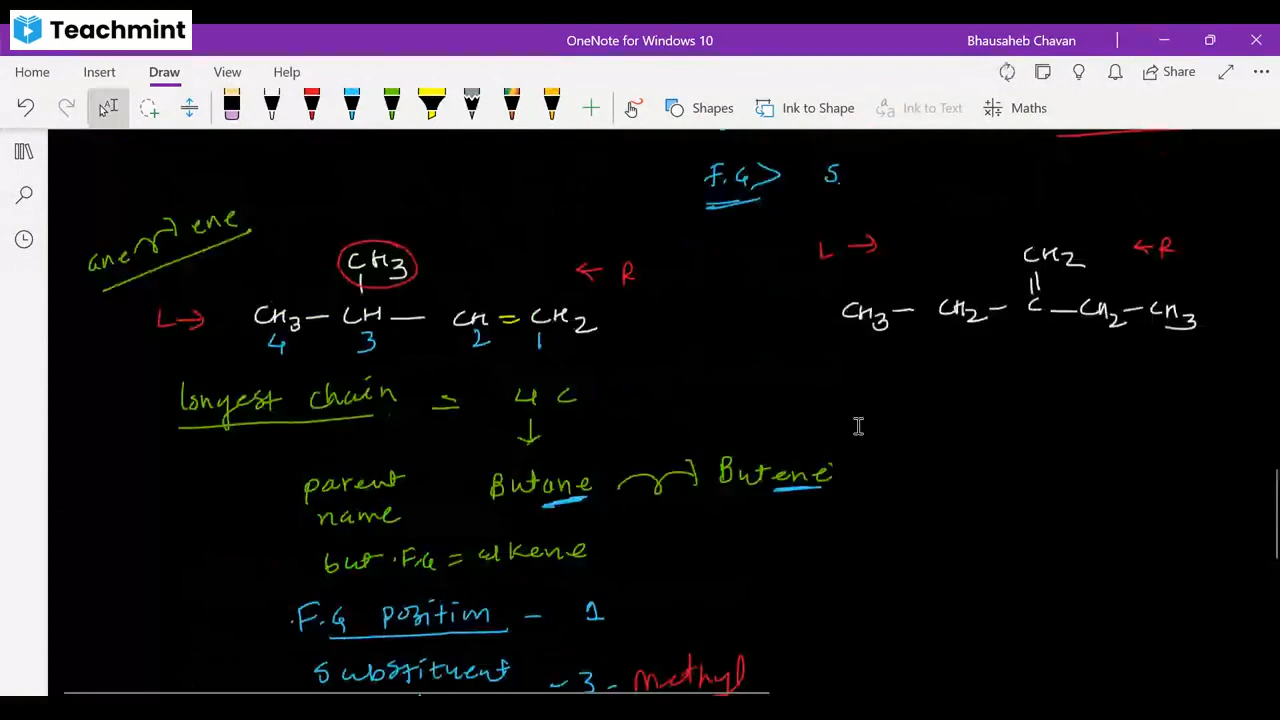 Teachmint
OneNote for Windows 10
Bhausaheb Chavan
Home Insert Draw View Help
Share
Shapes
Ink to Shape
Ink to Text
Maths
F.G > S.
ane → ene
L →
CH3
← R
CH3 — CH — CH = CH2
4 3 2 1
L →
CH2
← R
CH3 — CH2 — C — CH2 — CH3
longest chain = 4 C
↓
parent name
Butane → Butene
but F.G = alkene
F.G position - 1
substituent - 3 - methyl